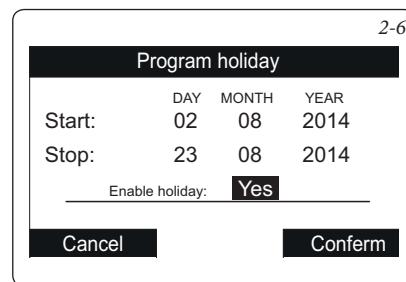 2-6
Program holiday
DAY MONTH YEAR
Start: 02 08 2014
Stop: 23 08 2014
Enable holiday: Yes
Cancel Conferm